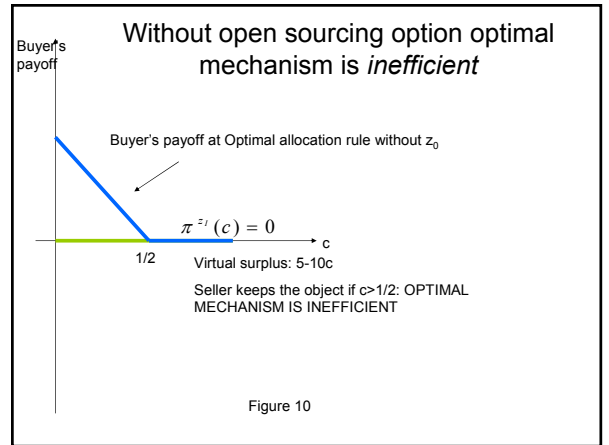 Without open sourcing option optimal
mechanism is inefficient
Buyer's
payoff
Buyer's payoff at Optimal allocation rule without z₀
π^{z_I}(c) = 0
c
1/2
Virtual surplus: 5-10c
Seller keeps the object if c>1/2: OPTIMAL
MECHANISM IS INEFFICIENT
Figure 10